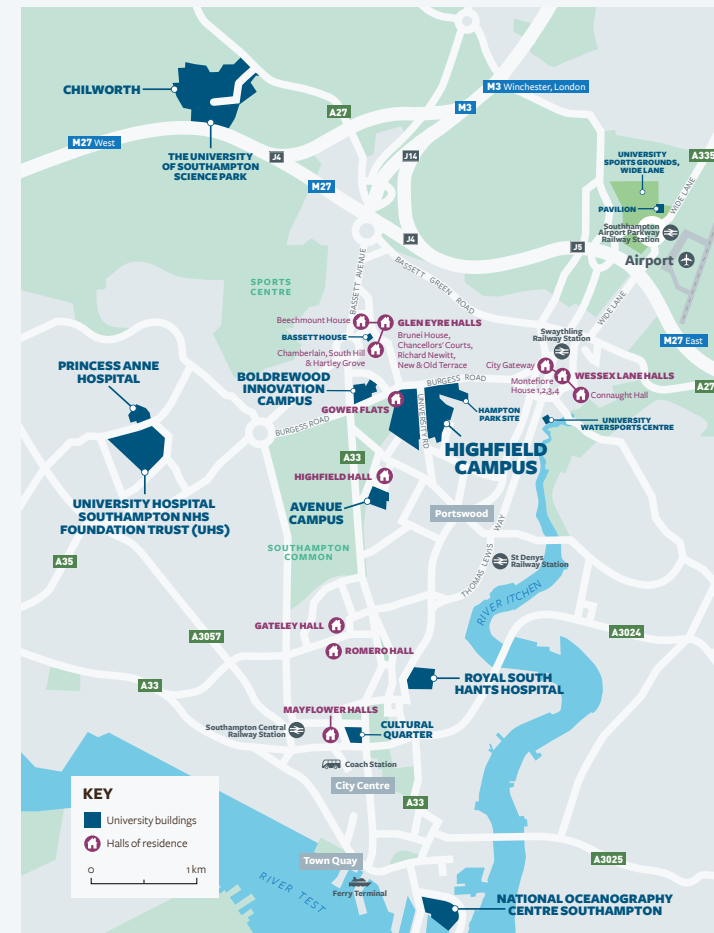 CHILWORTH
M3 Winchester, London
M3
A27
M27 West
J4
J14
THE UNIVERSITY
OF SOUTHAMPTON
SCIENCE PARK
M27
UNIVERSITY
SPORTS GROUNDS,
WIDE LANE
A335
WIDE LANE
PAVILION
Southhampton
Airport Parkway
Railway Station
J4
J5
Airport
BASSETT AVENUE
BASSETT GREEN ROAD
SPORTS
CENTRE
WIDE LANE
Beechmount House
GLEN EYRE HALLS
BASSETT HOUSE
Brunei House,
Chancellors' Courts,
Richard Newitt,
New & Old Terrace
Chamberlain, South Hill
& Hartley Grove
Swaythling
Railway Station
M27 East
City Gateway
WESSEX LANE HALLS
Montefiore
House 1,2,3,4
Connaught Hall
A27
PRINCESS ANNE
HOSPITAL
BOLDREWOOD
INNOVATION
CAMPUS
BURGESS ROAD
GOWER FLATS
UNIVERSITY RD
HAMPTON
PARK SITE
UNIVERSITY
WATERSPORTS CENTRE
BURGESS ROAD
HIGHFIELD
CAMPUS
A33
HIGHFIELD HALL
AVENUE
CAMPUS
UNIVERSITY HOSPITAL
SOUTHAMPTON NHS
FOUNDATION TRUST (UHS)
Portswood
SOUTHAMPTON
COMMON
THOMAS LEWIS WAY
St Denys
Railway Station
A35
RIVER ITCHEN
GATELEY HALL
A3057
A3024
ROMERO HALL
A33
ROYAL SOUTH
HANTS HOSPITAL
MAYFLOWER HALLS
Southampton Central
Railway Station
CULTURAL
QUARTER
Coach Station
City Centre
A33
KEY
University buildings
Halls of residence
0
1 km
Town Quay
A3025
RIVER TEST
Ferry Terminal
NATIONAL OCEANOGRAPHY
CENTRE SOUTHAMPTON